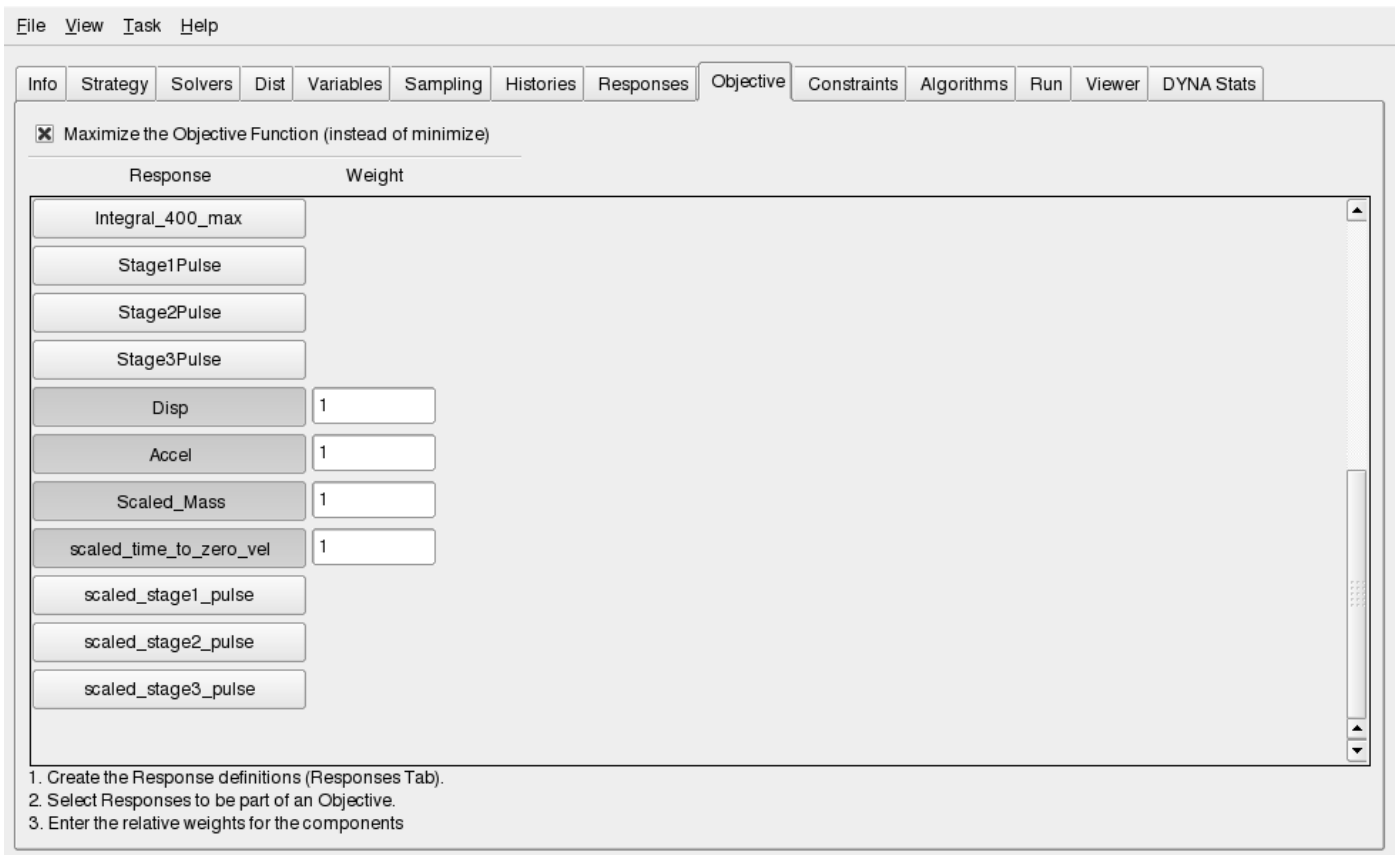 File View Task Help
Info Strategy Solvers Dist Variables Sampling Histories Responses Objective Constraints Algorithms Run Viewer DYNA Stats
Maximize the Objective Function (instead of minimize)
Response Weight
Integral_400_max
Stage1Pulse
Stage2Pulse
Stage3Pulse
Disp 1
Accel 1
Scaled_Mass 1
scaled_time_to_zero_vel 1
scaled_stage1_pulse
scaled_stage2_pulse
scaled_stage3_pulse
1. Create the Response definitions (Responses Tab).
2. Select Responses to be part of an Objective.
3. Enter the relative weights for the components